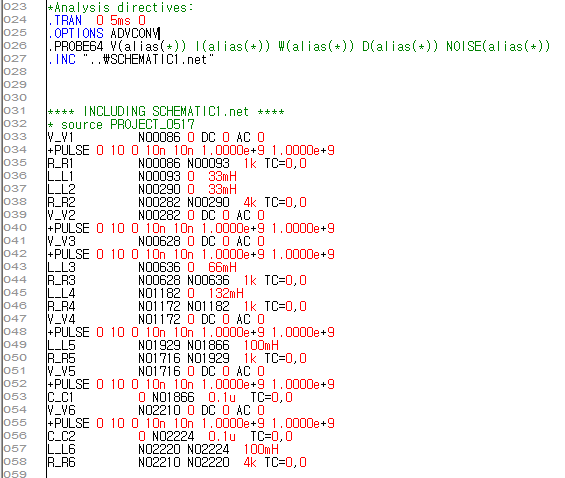 023 *Analysis directives:
024 .TRAN  0 5ms 0
025 .OPTIONS ADVCONV
026 .PROBE64 V(alias(*)) I(alias(*)) W(alias(*)) D(alias(*)) NOISE(alias(*))
027 .INC "..₩SCHEMATIC1.net"
028
029
030
031 **** INCLUDING SCHEMATIC1.net ****
032 * source PROJECT_0517
033 V_V1         N00086 0 DC 0 AC 0
034 +PULSE 0 10 0 10n 10n 1.0000e+9 1.0000e+9
035 R_R1         N00086 N00093  1k TC=0,0
036 L_L1         N00093 0  33mH
037 L_L2         N00290 0  33mH
038 R_R2         N00282 N00290  4k TC=0,0
039 V_V2         N00282 0 DC 0 AC 0
040 +PULSE 0 10 0 10n 10n 1.0000e+9 1.0000e+9
041 V_V3         N00628 0 DC 0 AC 0
042 +PULSE 0 10 0 10n 10n 1.0000e+9 1.0000e+9
043 L_L3         N00636 0  66mH
044 R_R3         N00628 N00636  1k TC=0,0
045 L_L4         N01182 0  132mH
046 R_R4         N01172 N01182  1k TC=0,0
047 V_V4         N01172 0 DC 0 AC 0
048 +PULSE 0 10 0 10n 10n 1.0000e+9 1.0000e+9
049 L_L5         N01929 N01866  100mH
050 R_R5         N01716 N01929  1k TC=0,0
051 V_V5         N01716 0 DC 0 AC 0
052 +PULSE 0 10 0 10n 10n 1.0000e+9 1.0000e+9
053 C_C1         0 N01866  0.1u  TC=0,0
054 V_V6         N02210 0 DC 0 AC 0
055 +PULSE 0 10 0 10n 10n 1.0000e+9 1.0000e+9
056 C_C2         0 N02224  0.1u  TC=0,0
057 L_L6         N02220 N02224  100mH
058 R_R6         N02210 N02220  4k TC=0,0
059